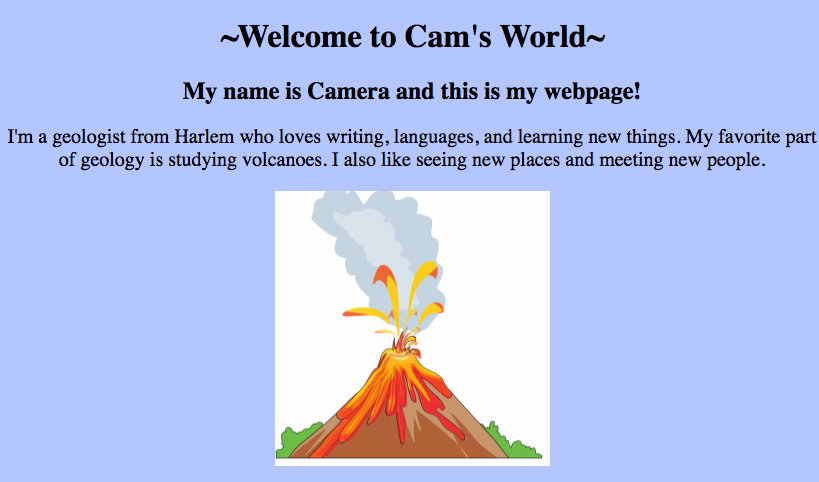 ~Welcome to Cam's World~
My name is Camera and this is my webpage!
I'm a geologist from Harlem who loves writing, languages, and learning new things. My favorite part
of geology is studying volcanoes. I also like seeing new places and meeting new people.